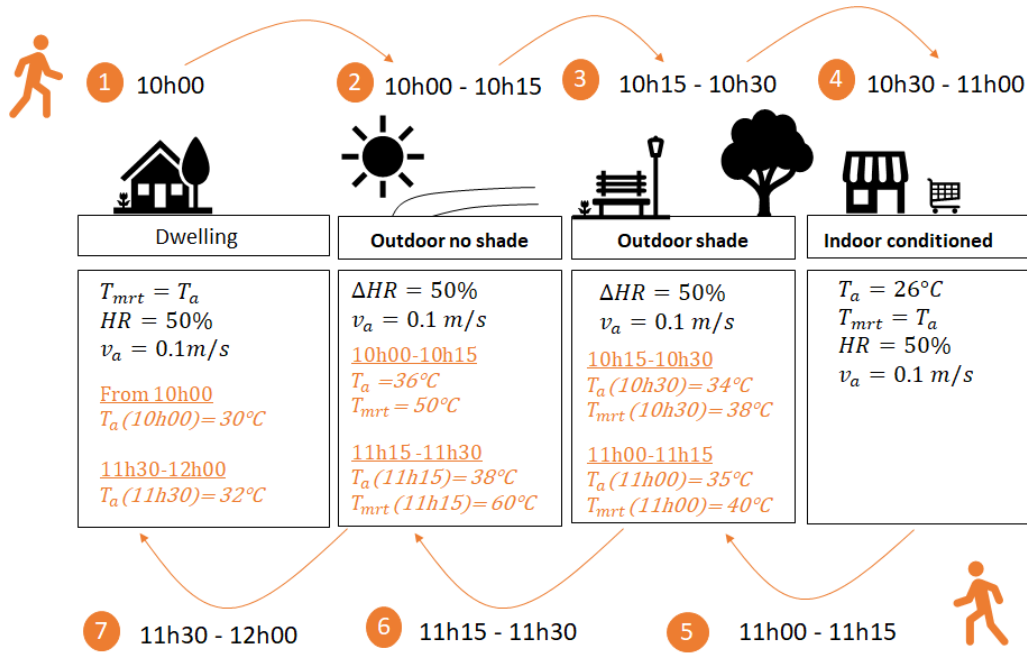 1 10h00
2 10h00 - 10h15
3 10h15 - 10h30
4 10h30 - 11h00
Dwelling
T_mrt = T_a
HR = 50%
v_a = 0.1m/s
From 10h00
T_a (10h00)= 30°C
11h30-12h00
T_a (11h30)= 32°C
Outdoor no shade
ΔHR = 50%
v_a = 0.1 m/s
10h00-10h15
T_a =36°C
T_mrt = 50°C
11h15 -11h30
T_a (11h15)= 38°C
T_mrt (11h15)= 60°C
Outdoor shade
ΔHR = 50%
v_a = 0.1 m/s
10h15-10h30
T_a (10h30)= 34°C
T_mrt (10h30)= 38°C
11h00-11h15
T_a (11h00)= 35°C
T_mrt (11h00)= 40°C
Indoor conditioned
T_a = 26°C
T_mrt = T_a
HR = 50%
v_a = 0.1 m/s
7 11h30 - 12h00
6 11h15 - 11h30
5 11h00 - 11h15